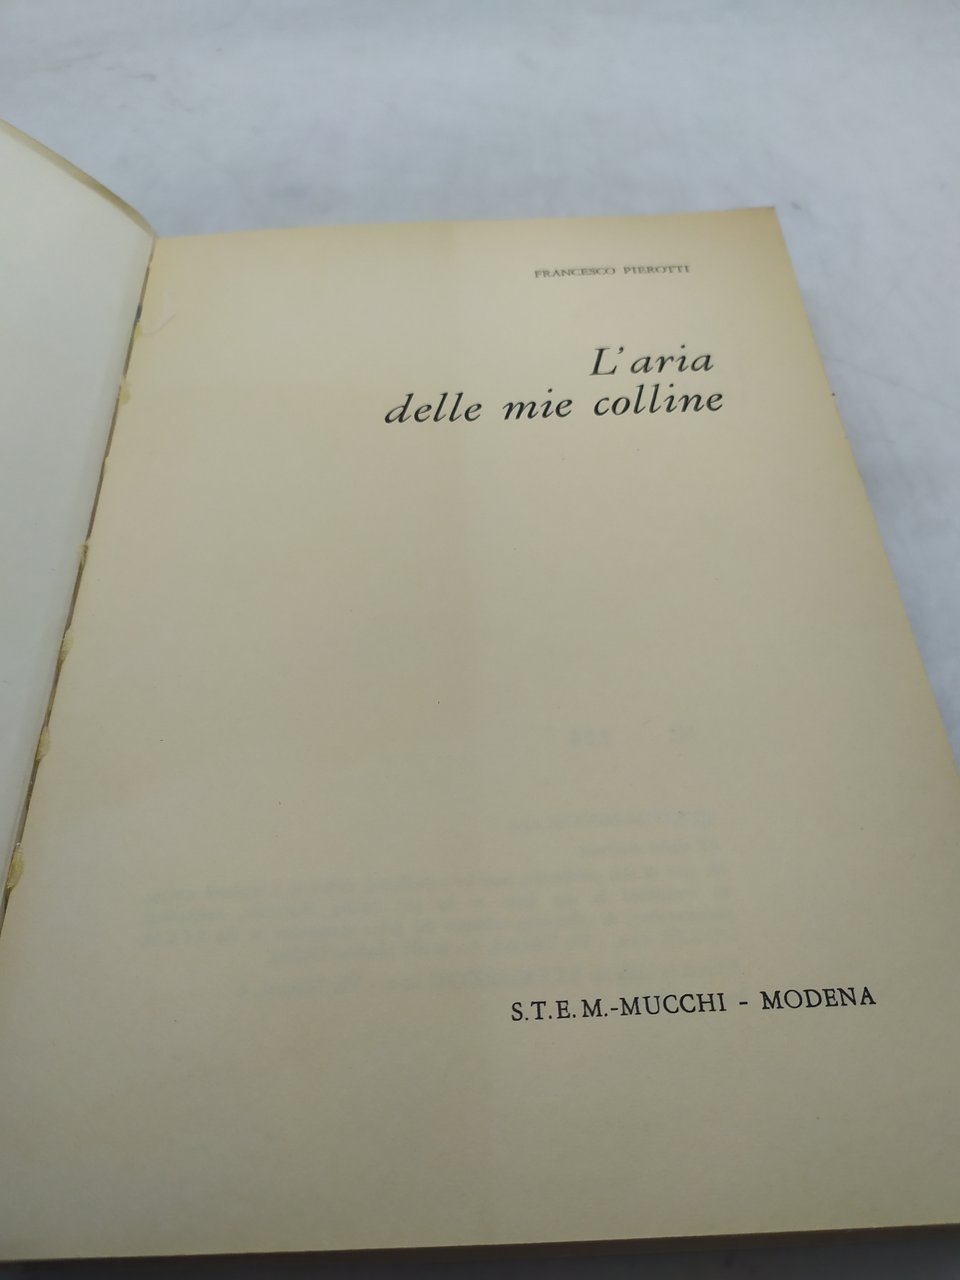 FRANCESCO PIEROTTI
L'aria
delle mie colline
S.T.E.M.-MUCCHI - MODENA